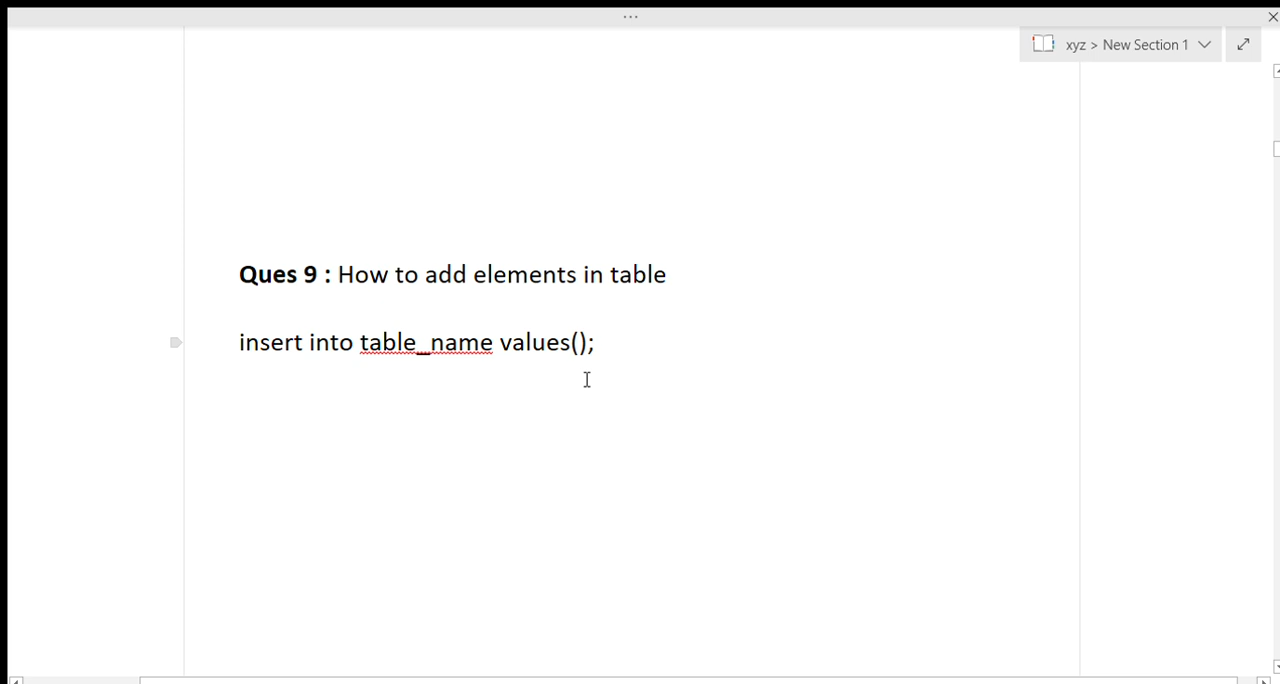 xyz > New Section 1
Ques 9 : How to add elements in table
insert into table_name values();